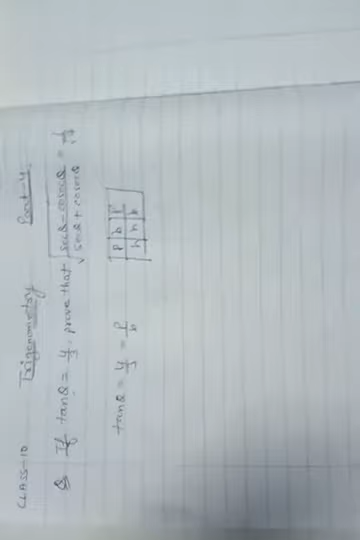 CLASS-10 Trigonometry Part-4
Q If tanθ = 4/3, prove that √(secθ - cosecθ / secθ + cosecθ) = 1/√7
tanθ = 4/3 = P/B
P B
4